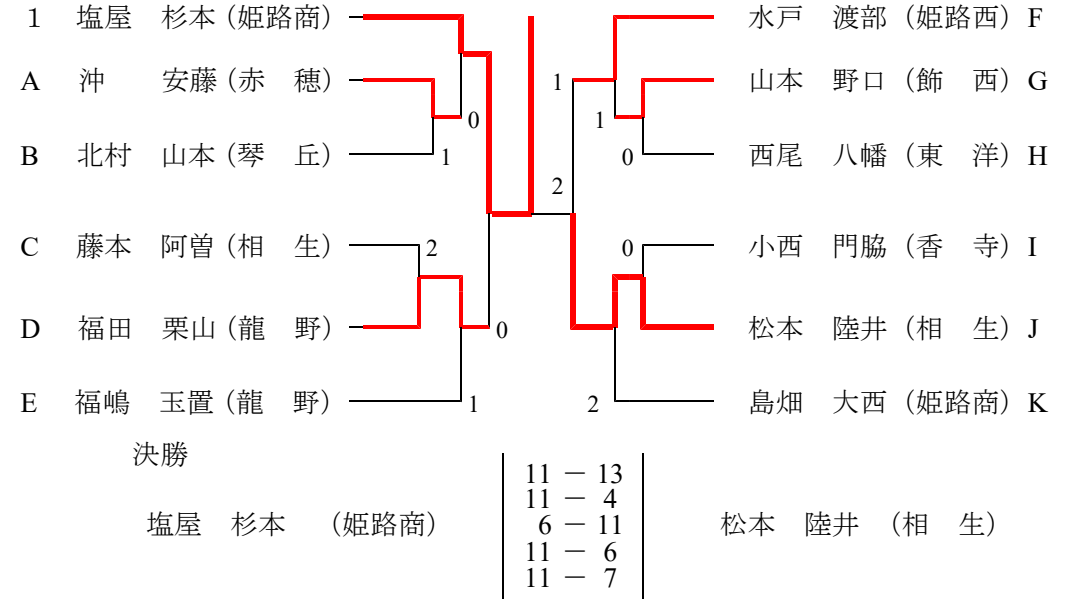 1 塩屋 杉本(姫路商) 水戸 渡部(姫路西) F
A 沖 安藤(赤 穂) 1 山本 野口(飾 西) G
0 1
B 北村 山本(琴 丘) 1 0 西尾 八幡(東 洋) H
2
C 藤本 阿曽(相 生) 2 0 小西 門脇(香 寺) I
D 福田 栗山(龍 野) 0 松本 陸井(相 生) J
E 福嶋 玉置(龍 野) 1 2 島畑 大西(姫路商) K
決勝
11 － 13
11 － 4
塩屋 杉本 (姫路商) 6 － 11 松本 陸井 (相 生)
11 － 6
11 － 7